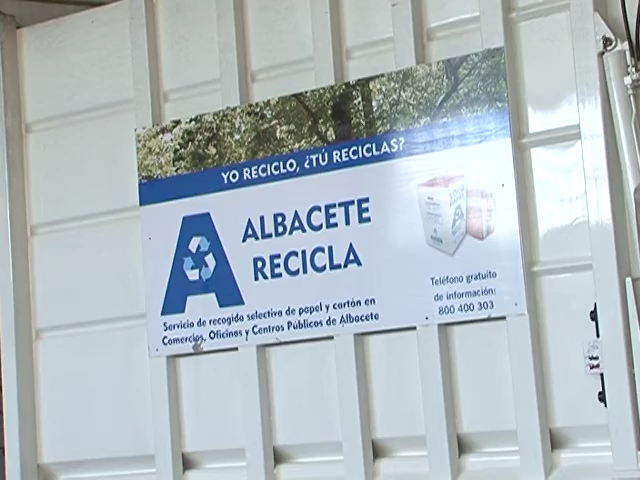 YO RECICLO, ¿TÚ RECICLAS?
A
ALBACETE
RECICLA
Servicio de recogida selectiva de papel y cartón en
Comercios, Oficinas y Centros Públicos de Albacete
Teléfono gratuito
de información:
800 400 303